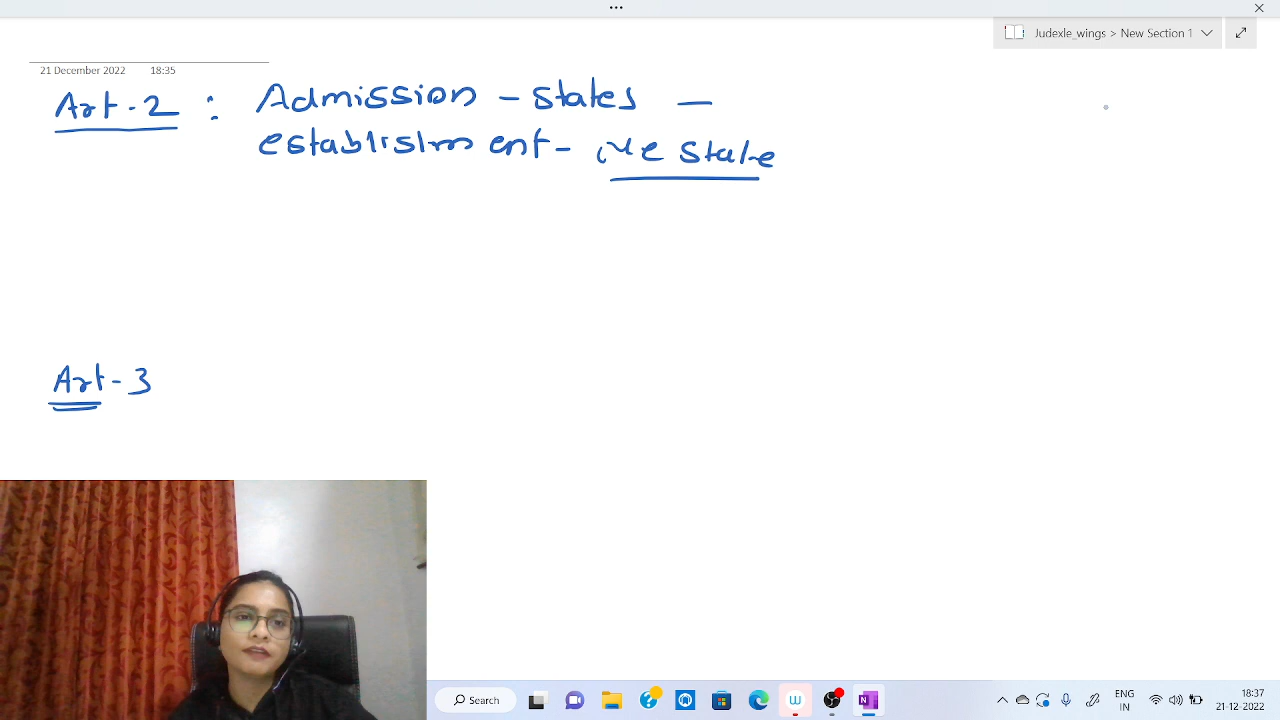 Judexle_wings > New Section 1
21 December 2022 18:35
Art-2 : Admission - states -
establishment - state
Art-3
Search
ENG
IN
18:37
21-12-2022